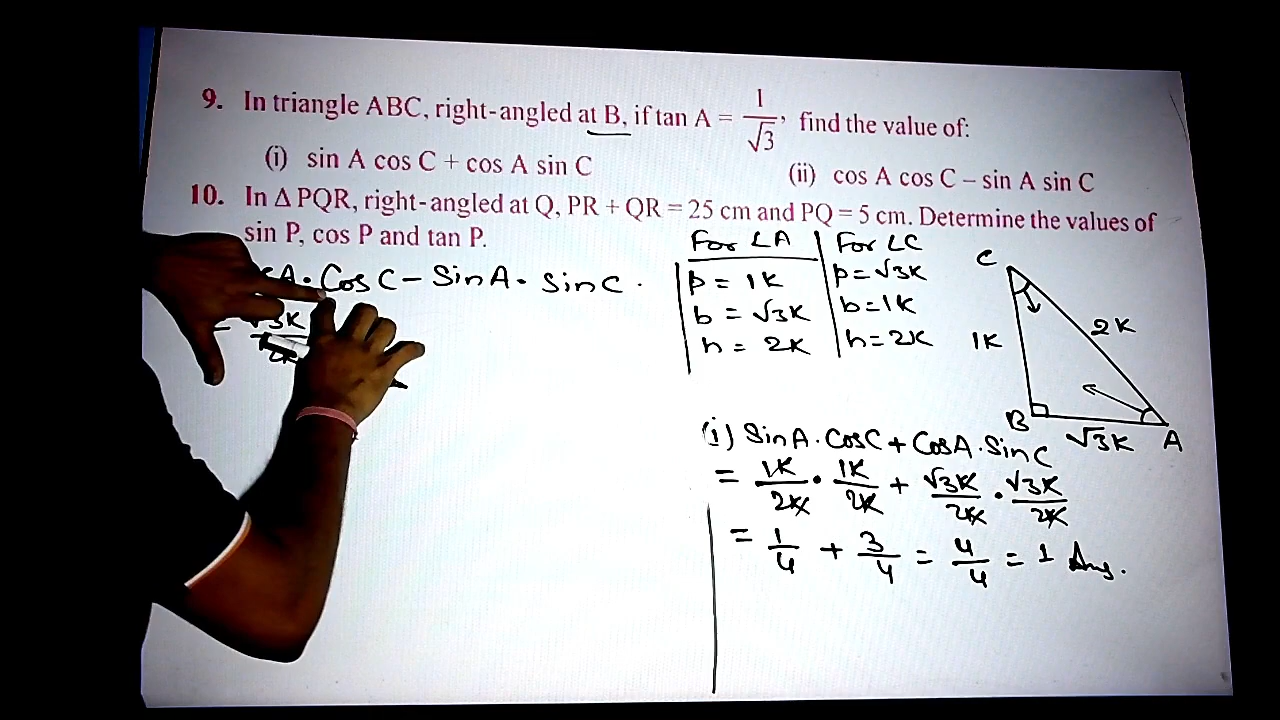 9. In triangle ABC, right-angled at B, if tan A = 1/√3, find the value of:
(i) sin A cos C + cos A sin C
(ii) cos A cos C – sin A sin C
10. In Δ PQR, right-angled at Q, PR + QR = 25 cm and PQ = 5 cm. Determine the values of
sin P, cos P and tan P.
A. Cos C – Sin A. Sin C.
√3K
For ∠A
p = 1K
b = √3K
h = 2K
For ∠C
p = √3K
b = 1K
h = 2K
C
2K
1K
B
√3K
A
(i) Sin A. Cos C + Cos A. Sin C
= 1K/2K . 1K/2K + √3K/2K . √3K/2K
= 1/4 + 3/4 = 4/4 = 1 Ans.